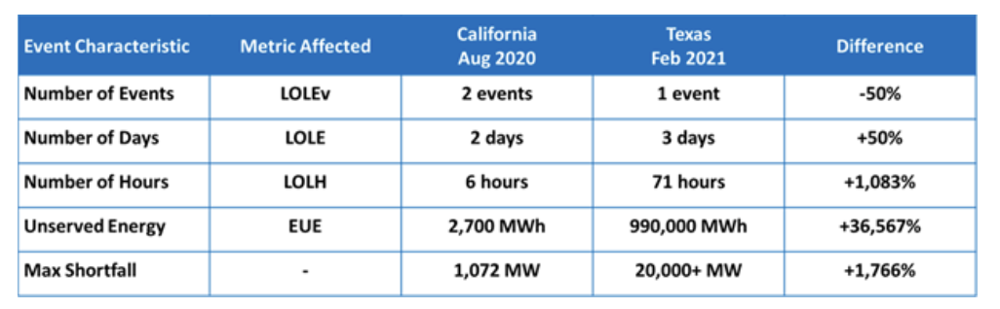 Event Characteristic Metric Affected California Aug 2020 Texas Feb 2021 Difference
Number of Events LOLEv 2 events 1 event -50%
Number of Days LOLE 2 days 3 days +50%
Number of Hours LOLH 6 hours 71 hours +1,083%
Unserved Energy EUE 2,700 MWh 990,000 MWh +36,567%
Max Shortfall - 1,072 MW 20,000+ MW +1,766%